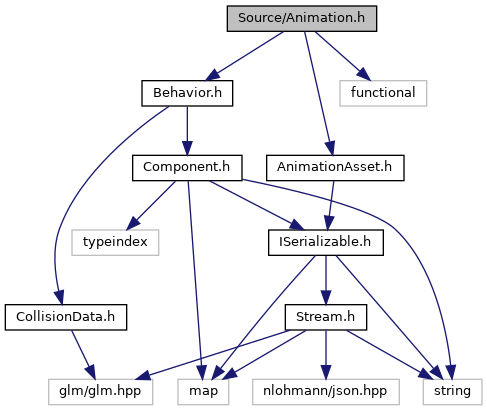 Source/Animation.h
Behavior.h
functional
Component.h
AnimationAsset.h
typeindex
ISerializable.h
CollisionData.h
Stream.h
glm/glm.hpp
map
nlohmann/json.hpp
string